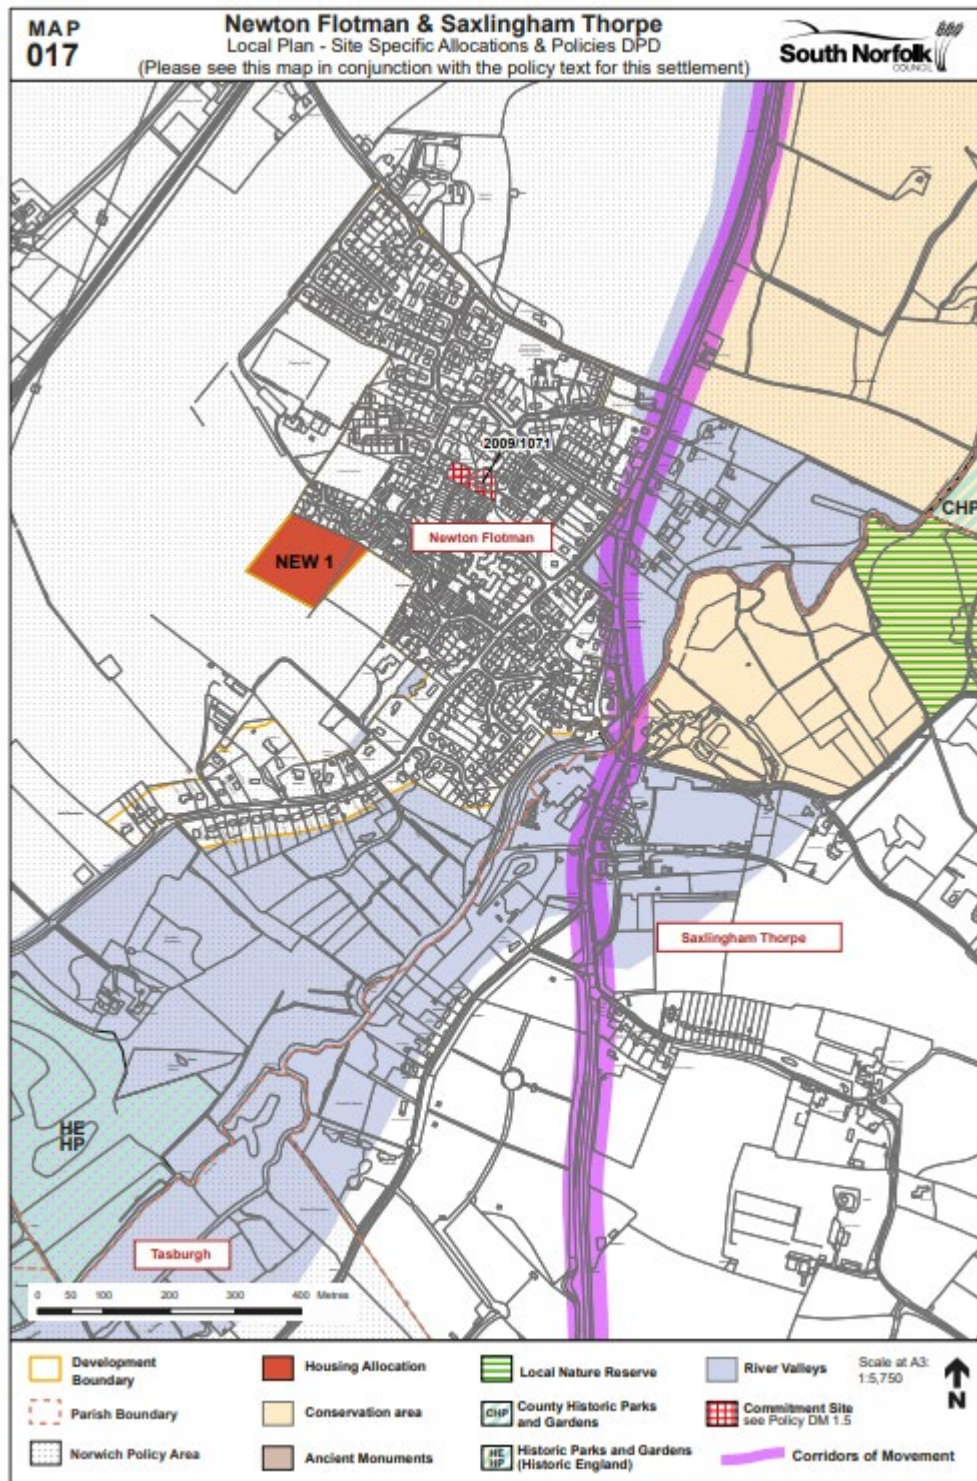 MAP
017
Newton Flotman & Saxlingham Thorpe
Local Plan - Site Specific Allocations & Policies DPD
(Please see this map in conjunction with the policy text for this settlement)
South Norfolk
COUNCIL
2009/1071
CHP
Newton Flotman
NEW 1
Saxlingham Thorpe
HE
HP
Tasburgh
0 50 100 200 300 400 Metres
Development
Boundary
Parish Boundary
Norwich Policy Area
Housing Allocation
Conservation area
Ancient Monuments
Local Nature Reserve
CHP
County Historic Parks
and Gardens
HE
HP
Historic Parks and Gardens
(Historic England)
River Valleys
Commitment Site
see Policy DM 1.5
Corridors of Movement
Scale at A3:
1:5,750
N